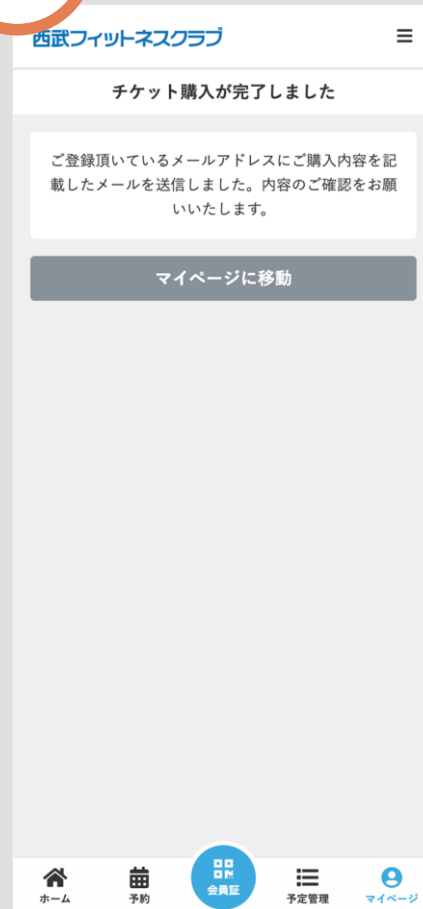 西武フィットネスクラブ
チケット購入が完了しました
ご登録頂いているメールアドレスにご購入内容を記
載したメールを送信しました。内容のご確認をお願
いいたします。
マイページに移動
ホーム
予約
会員証
予定管理
マイページ